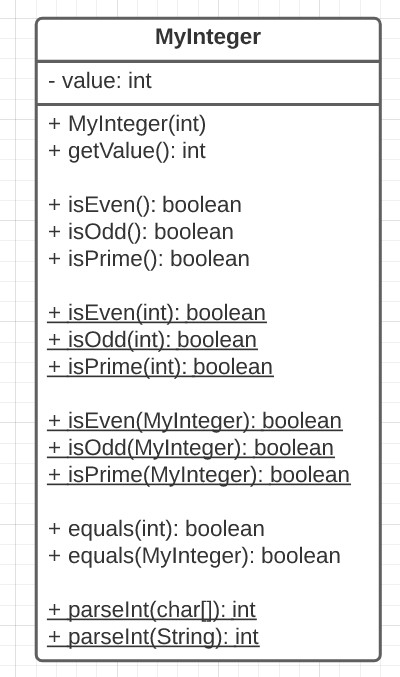 MyInteger
- value: int
+ MyInteger(int)
+ getValue(): int
+ isEven(): boolean
+ isOdd(): boolean
+ isPrime(): boolean
+ isEven(int): boolean
+ isOdd(int): boolean
+ isPrime(int): boolean
+ isEven(MyInteger): boolean
+ isOdd(MyInteger): boolean
+ isPrime(MyInteger): boolean
+ equals(int): boolean
+ equals(MyInteger): boolean
+ parseInt(char[]): int
+ parseInt(String): int